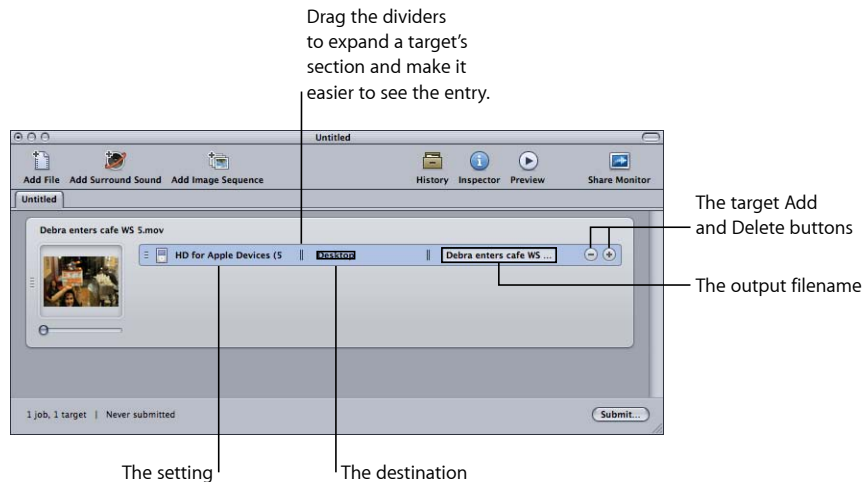 Drag the dividers
to expand a target's
section and make it
easier to see the entry.
Untitled
Add File Add Surround Sound Add Image Sequence History Inspector Preview Share Monitor
Untitled
Debra enters cafe WS 5.mov
HD for Apple Devices (5 Desktop Debra enters cafe WS ...
The target Add
and Delete buttons
The output filename
1 job, 1 target | Never submitted Submit...
The setting The destination